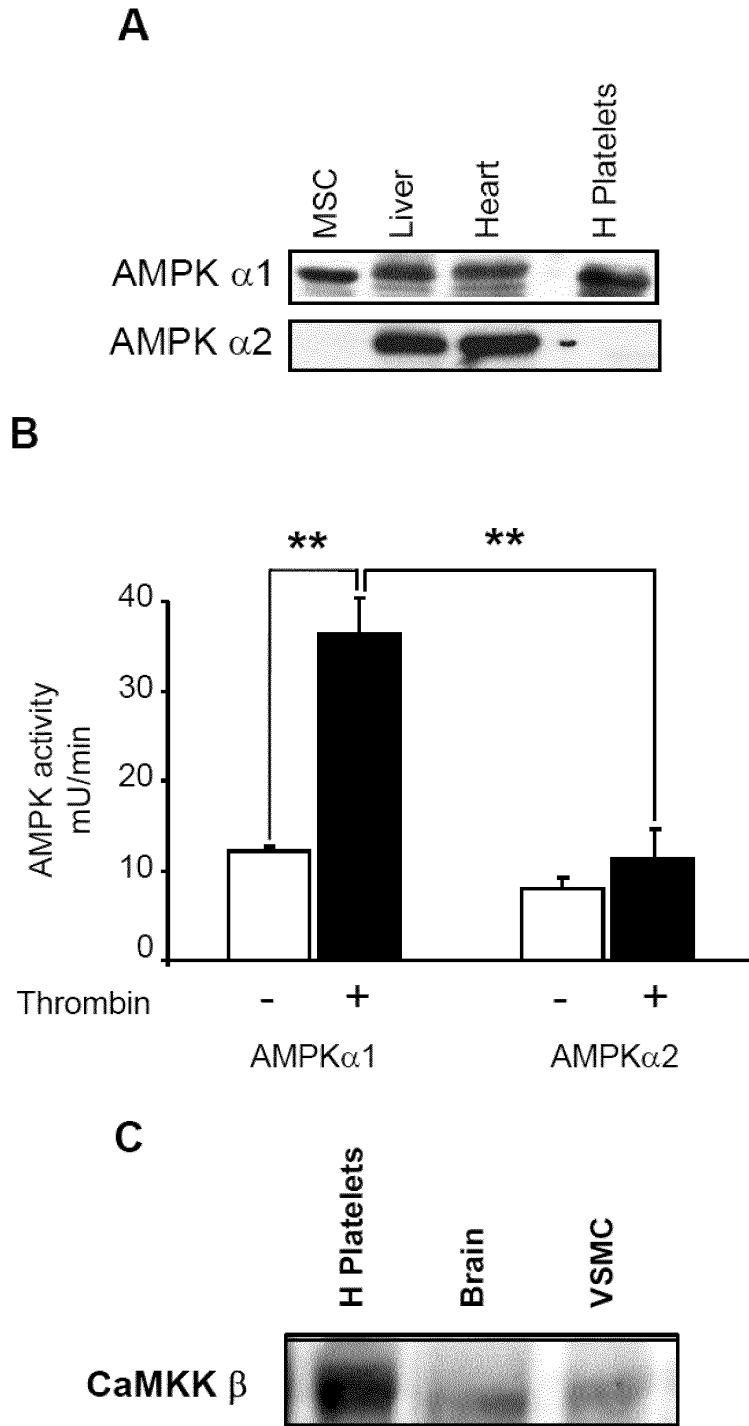 A
MSC Liver Heart H Platelets
AMPK α1
AMPK α2
B
** **
40
30
20
10
0
AMPK activity
mU/min
Thrombin - + - +
AMPKα1 AMPKα2
C
H Platelets Brain VSMC
CaMKK β